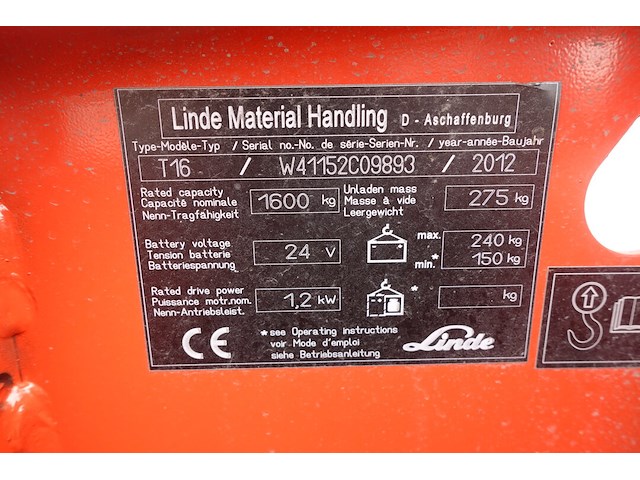 Linde Material Handling D - Aschaffenburg
Type-Modèle-Typ / Serial no.-No. de série-Serien-Nr. / year-année-Baujahr
T16 / W41152C09893 / 2012
Rated capacity
Capacité nominale
Nenn-Tragfähigkeit
1600 kg
Unladen mass
Masse à vide
Leergewicht
275 kg
Battery voltage
Tension batterie
Batteriespannung
24 V
max. 240 kg
min.* 150 kg
Rated drive power
Puissance motr.nom.
Nenn-Antriebsleist.
1,2 kW
* kg
CE
*see Operating instructions
voir Mode d'emploi
siehe Betriebsanleitung
Linde